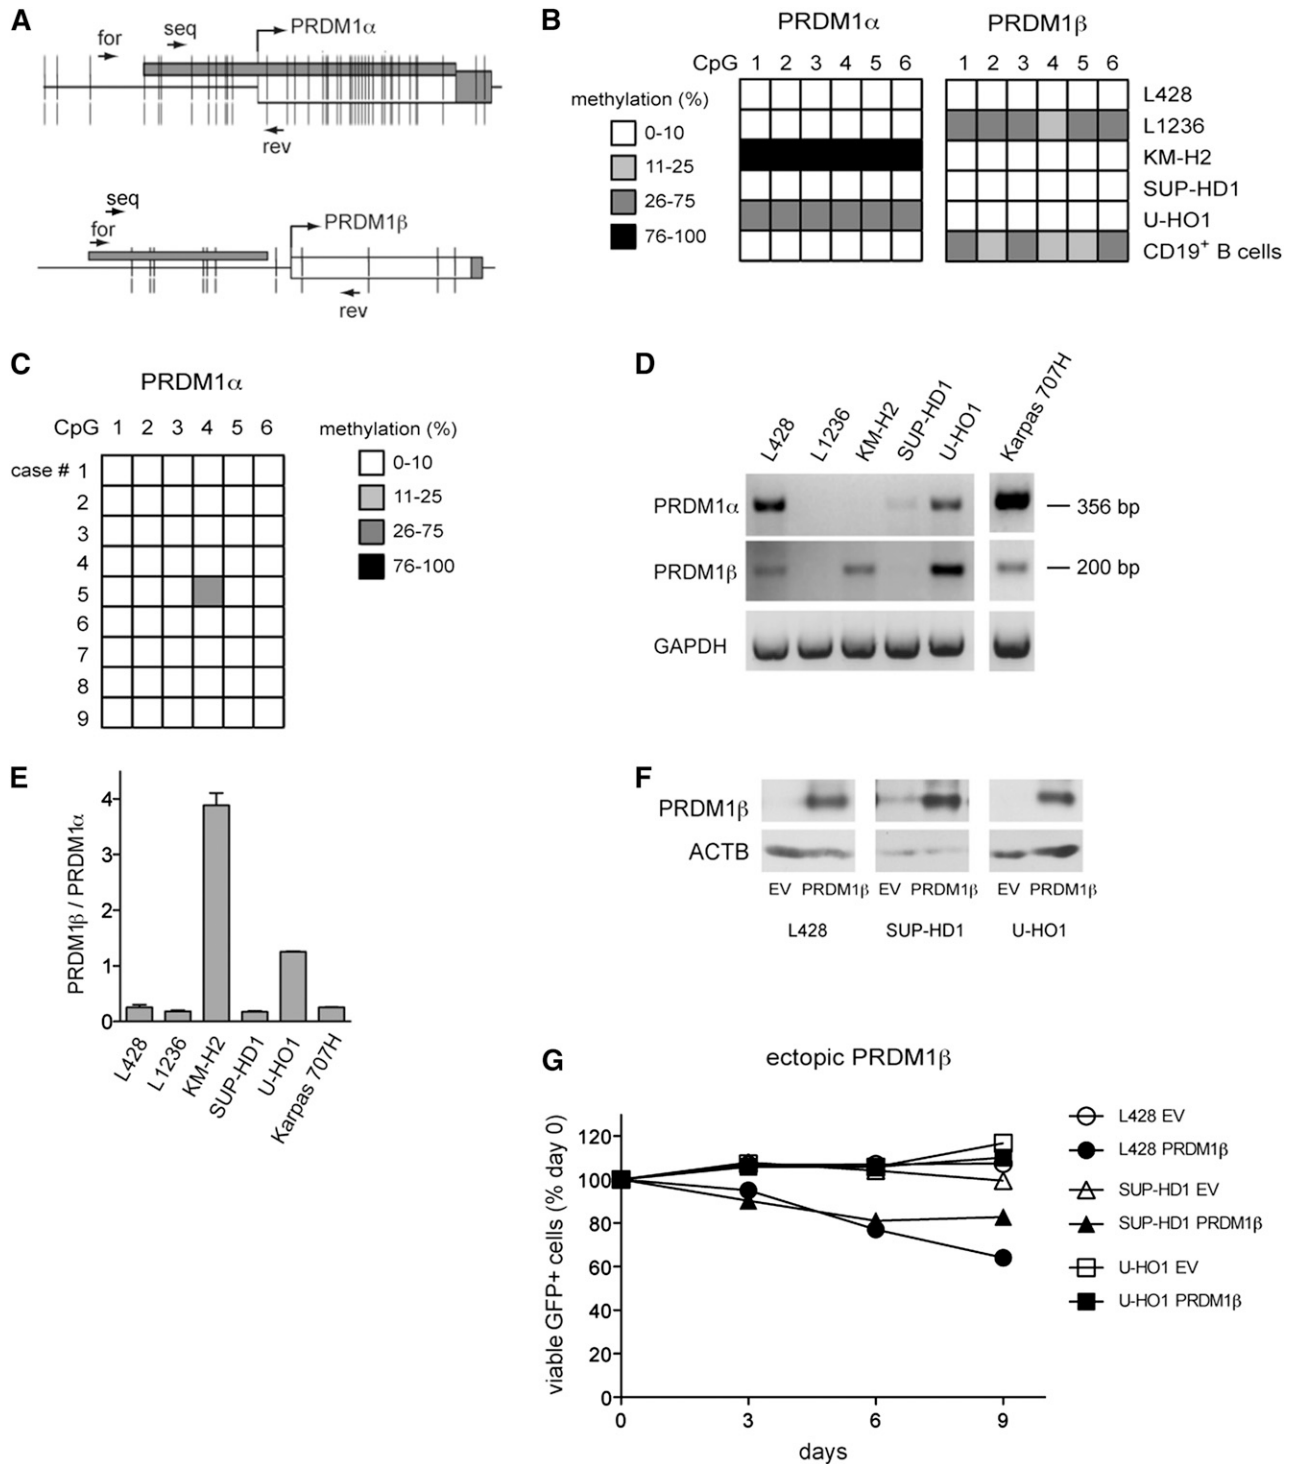 A
for
seq
PRDM1α
rev
seq
for
PRDM1β
rev
B
PRDM1α
PRDM1β
CpG 1 2 3 4 5 6
1 2 3 4 5 6
methylation (%)
0-10
11-25
26-75
76-100
L428
L1236
KM-H2
SUP-HD1
U-HO1
CD19+ B cells
C
PRDM1α
CpG 1 2 3 4 5 6
case # 1
2
3
4
5
6
7
8
9
methylation (%)
0-10
11-25
26-75
76-100
D
L428
L1236
KM-H2
SUP-HD1
U-HO1
Karpas 707H
PRDM1α
356 bp
PRDM1β
200 bp
GAPDH
E
PRDM1β / PRDM1α
4
3
2
1
0
L428
L1236
KM-H2
SUP-HD1
U-HO1
Karpas 707H
F
PRDM1β
ACTB
EV PRDM1β EV PRDM1β EV PRDM1β
L428 SUP-HD1 U-HO1
G
ectopic PRDM1β
viable GFP+ cells (% day 0)
120
100
80
60
40
20
0
0 3 6 9
days
L428 EV
L428 PRDM1β
SUP-HD1 EV
SUP-HD1 PRDM1β
U-HO1 EV
U-HO1 PRDM1β